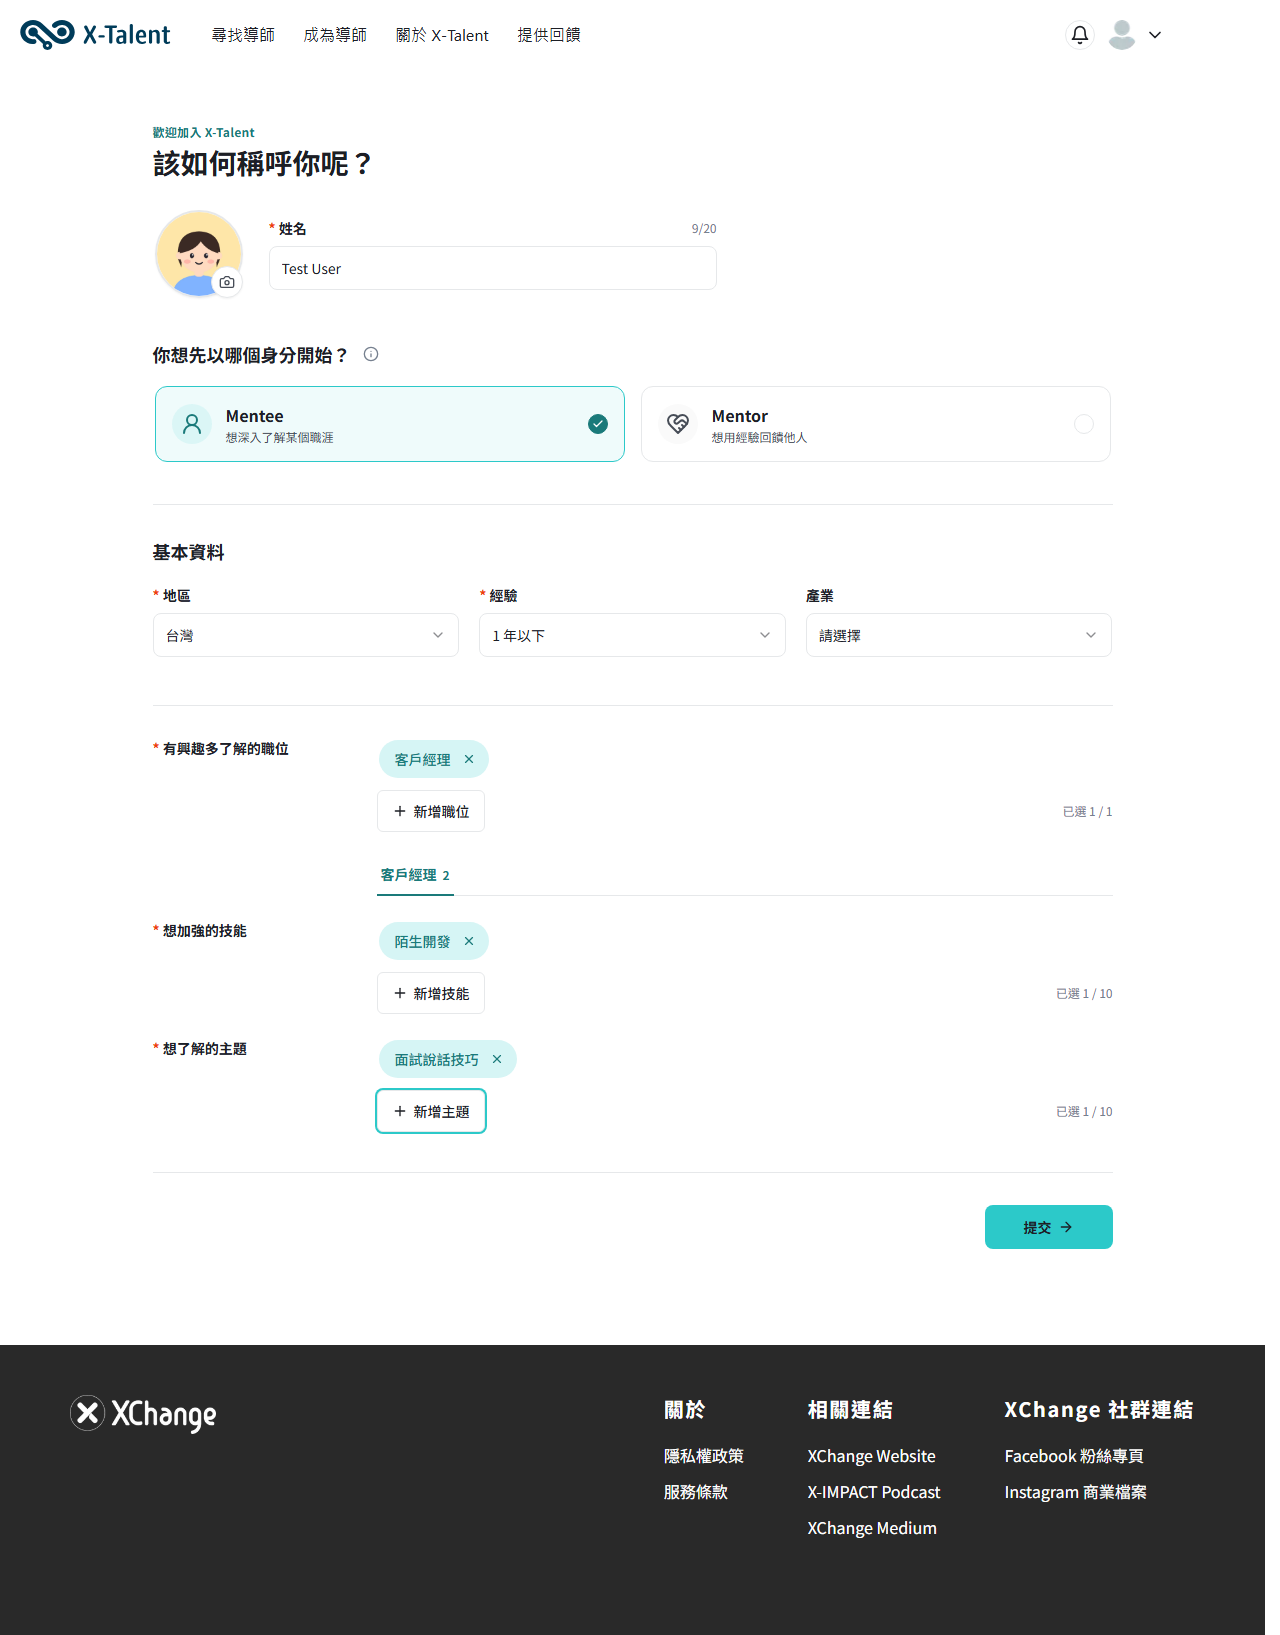 X-Talent
尋找導師
成為導師
關於 X-Talent
提供回饋
歡迎加入 X-Talent
該如何稱呼你呢？
* 姓名
9/20
Test User
你想先以哪個身分開始？
Mentee
想深入了解某個職涯
Mentor
想用經驗回饋他人
基本資料
* 地區
* 經驗
產業
台灣
1 年以下
請選擇
* 有興趣多了解的職位
客戶經理 ×
+ 新增職位
已選 1 / 1
客戶經理 2
* 想加強的技能
陌生開發 ×
+ 新增技能
已選 1 / 10
* 想了解的主題
面試說話技巧 ×
+ 新增主題
已選 1 / 10
提交 →
XChange
關於
隱私權政策
服務條款
相關連結
XChange Website
X-IMPACT Podcast
XChange Medium
XChange 社群連結
Facebook 粉絲專頁
Instagram 商業檔案